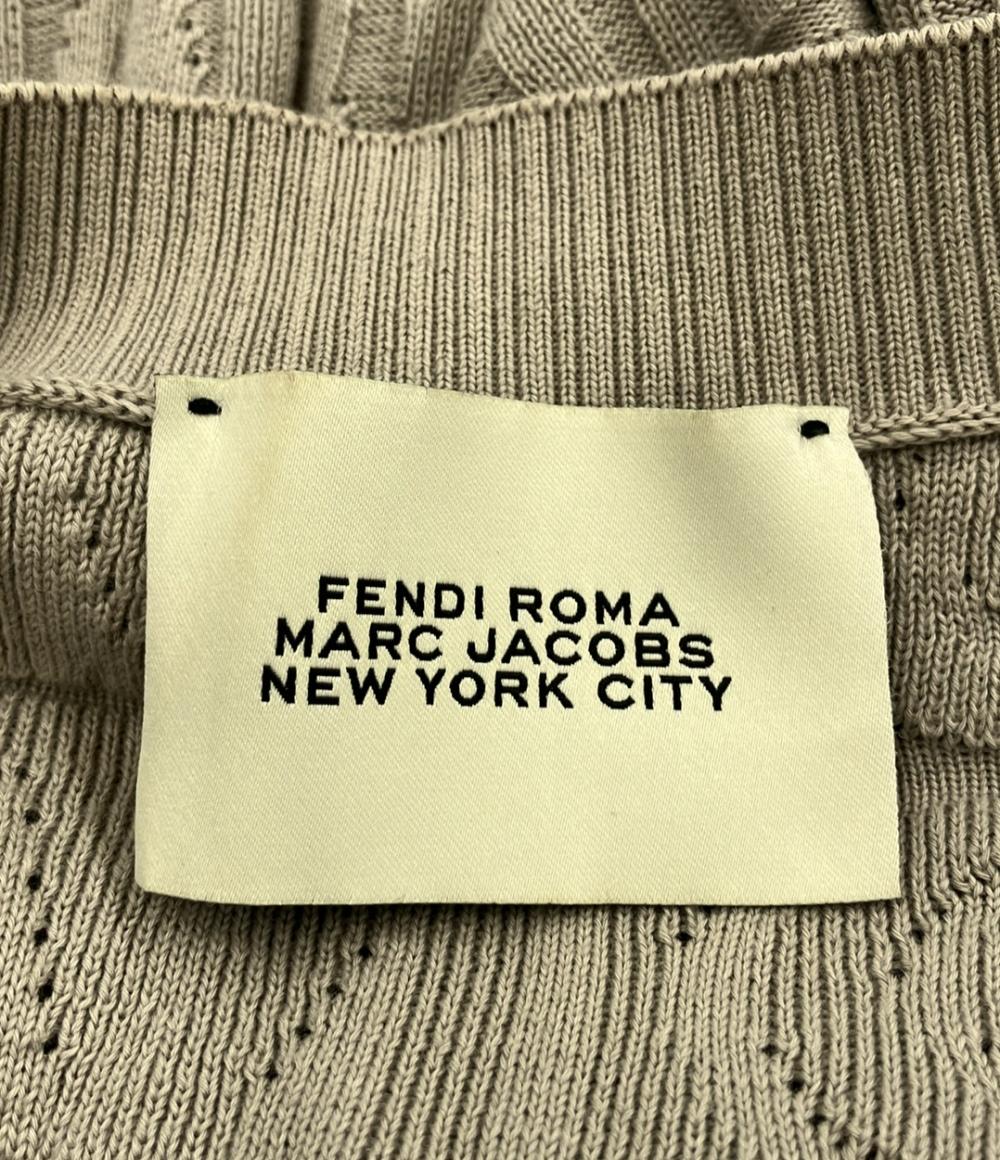 FENDI ROMA
MARC JACOBS
NEW YORK CITY